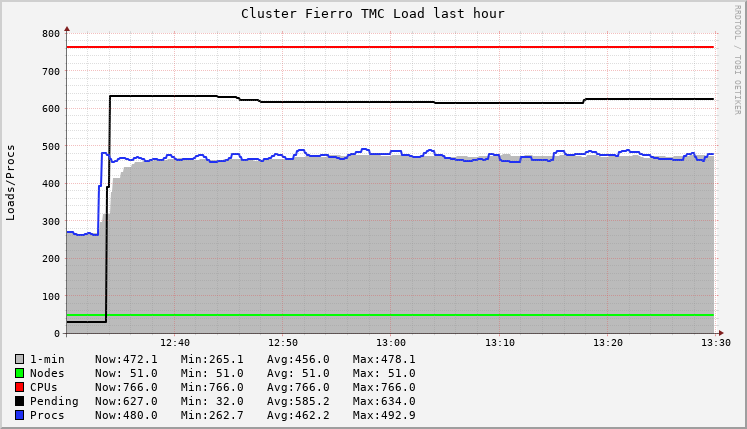 Cluster Fierro TMC Load last hour
RRDTOOL / TOBI OETIKER
Loads/Procs
800
700
600
500
400
300
200
100
0
12:40 12:50 13:00 13:10 13:20 13:30
1-min Now:472.1 Min:265.1 Avg:456.0 Max:478.1
Nodes Now: 51.0 Min: 51.0 Avg: 51.0 Max: 51.0
CPUs Now:766.0 Min:766.0 Avg:766.0 Max:766.0
Pending Now:627.0 Min: 32.0 Avg:585.2 Max:634.0
Procs Now:480.0 Min:262.7 Avg:462.2 Max:492.9